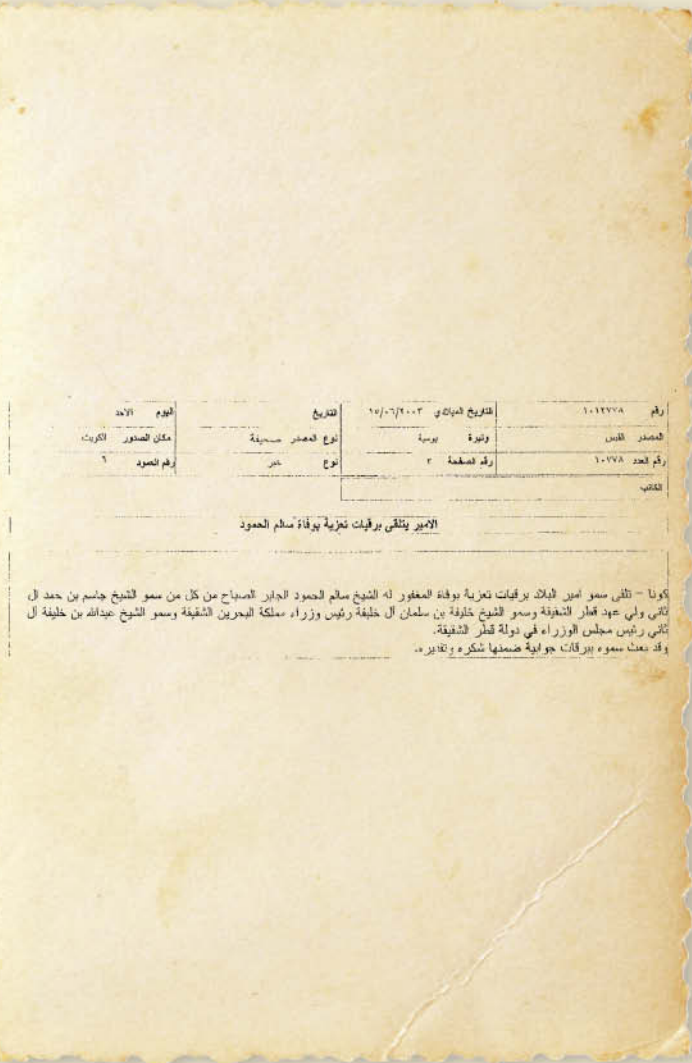 رقم ١٠١٢٧٧٨ التاريخ الميلادي ١٥/٠٦/٢٠٠٣ التاريخ اليوم الاحد
المصدر القبس وتيرة يومية نوع المصدر صحيفة مكان الصدور الكويت
رقم العدد ١٠٧٧٨ رقم الصفحة ٢ نوع خبر رقم الصود ٦
الكاتب
الامير يتلقى برقيات تعزية بوفاة سالم الحمود
كونا – تلقى سمو امير البلاد برقيات تعزية بوفاة المغفور له الشيخ سالم الحمود الجابر الصباح من كل من سمو الشيخ جاسم بن حمد ال
ثاني ولي عهد قطر الشقيقة وسمو الشيخ خليفة بن سلمان آل خليفة رئيس وزراء مملكة البحرين الشقيقة وسمو الشيخ عبدالله بن خليفة آل
ثاني رئيس مجلس الوزراء في دولة قطر الشقيقة.
وقد بعث سموه ببرقات جوابية ضمنها شكره وتقديره.